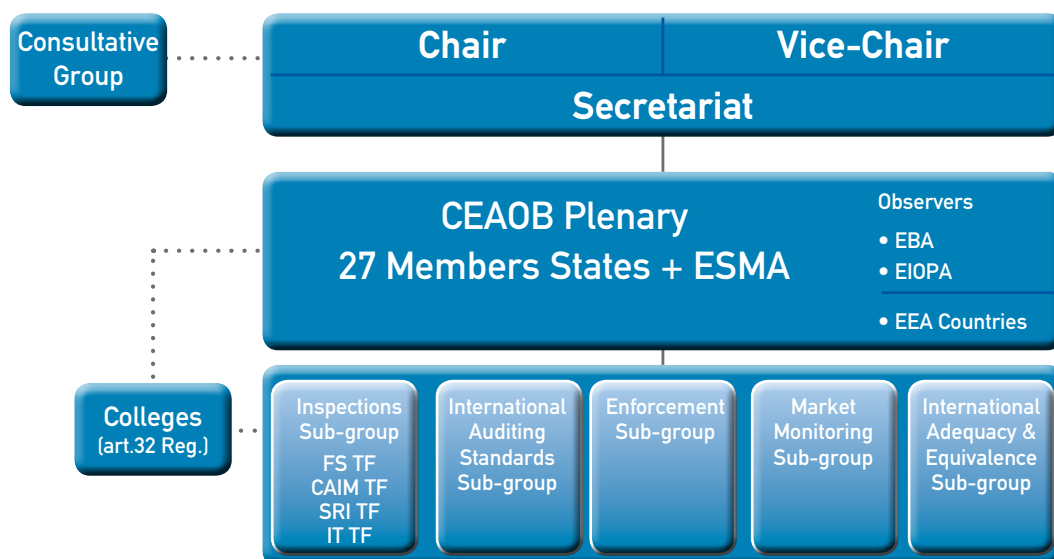 Consultative
Group
Chair
Vice-Chair
Secretariat
CEAOB Plenary
27 Members States + ESMA
Observers
• EBA
• EIOPA
• EEA Countries
Colleges
(art.32 Reg.)
Inspections
Sub-group
FS TF
CAIM TF
SRI TF
IT TF
International
Auditing
Standards
Sub-group
Enforcement
Sub-group
Market
Monitoring
Sub-group
International
Adequacy &
Equivalence
Sub-group